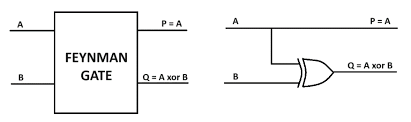 A
P = A
FEYNMAN
GATE
B
Q = A xor B
A
P = A
B
Q = A xor B